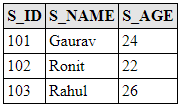 S_ID S_NAME S_AGE
101 Gaurav 24
102 Ronit 22
103 Rahul 26